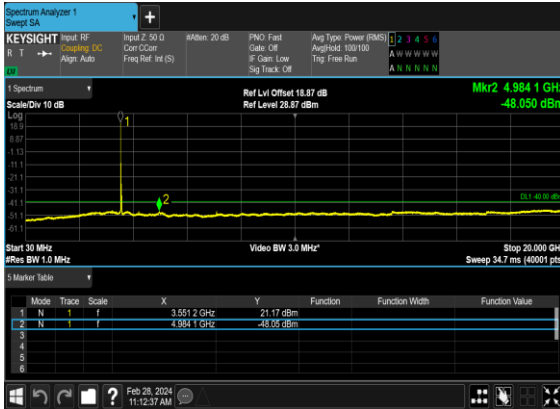 Spectrum Analyzer 1
Swept SA
+
KEYSIGHT
R T
Input: RF
Coupling: DC
Align: Auto
Input Z: 50 Ω
Corr CCorr
Freq Ref: Int (S)
#Atten: 20 dB
PNO: Fast
Gate: Off
IF Gain: Low
Sig Track: Off
Avg Type: Power (RMS)
Avg|Hold: 100/100
Trig: Free Run
1 2 3 4 5 6
A W W W W W
A N N N N N
1 Spectrum
Scale/Div 10 dB
Ref Lvl Offset 18.87 dB
Ref Level 28.87 dBm
Mkr2 4.984 1 GHz
-48.050 dBm
Log
18.9
8.87
-1.13
-11.1
-21.1
-31.1
-41.1
-51.1
-61.1
1
2
DL1 -40.00 dBm
Start 30 MHz
#Res BW 1.0 MHz
Video BW 3.0 MHz*
Stop 20.000 GHz
Sweep 34.7 ms (40001 pts)
5 Marker Table
Mode Trace Scale X Y Function Function Width Function Value
1 N 1 f 3.551 2 GHz 21.17 dBm
2 N 1 f 4.984 1 GHz -48.05 dBm
3
4
5
6
?
Feb 28, 2024
11:12:37 AM